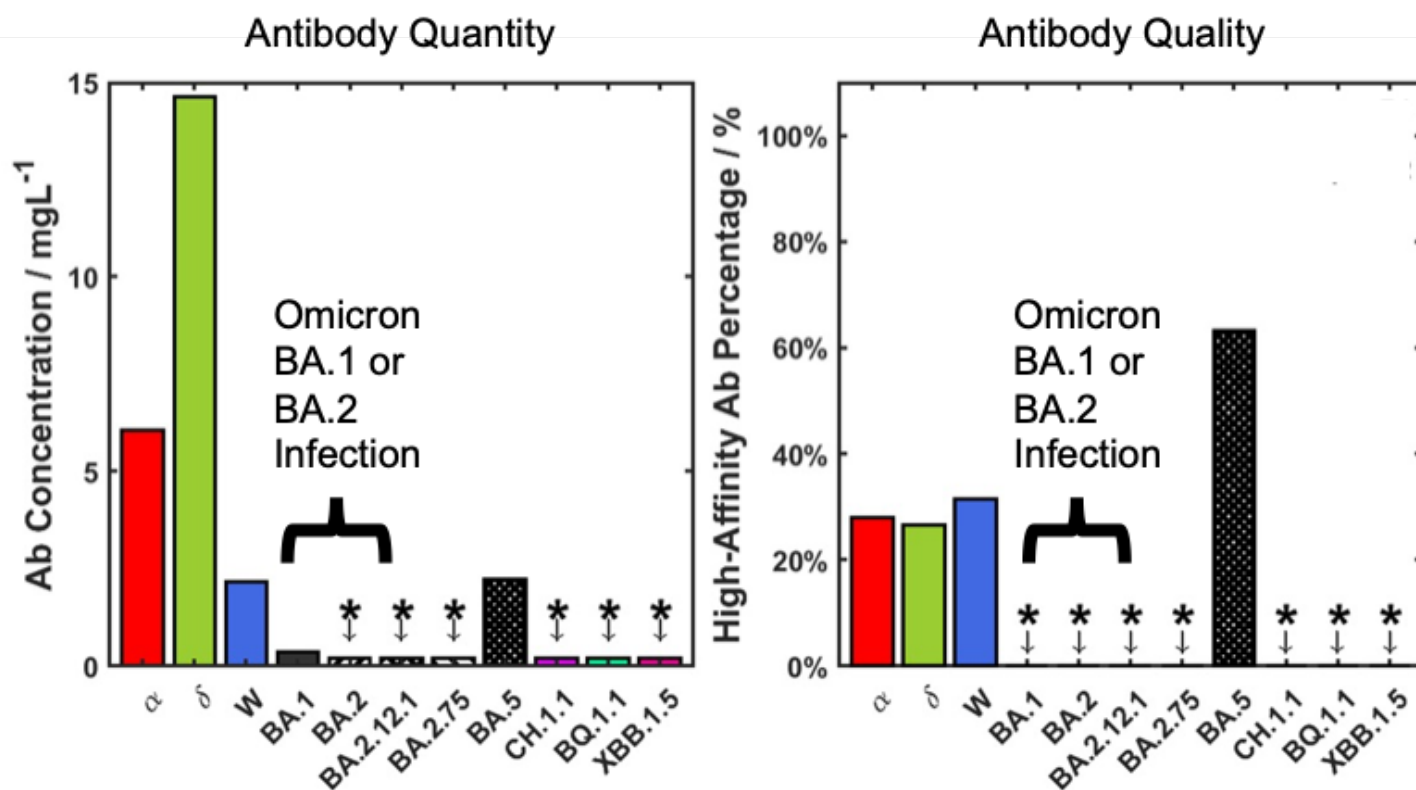 Antibody Quantity
Ab Concentration / mgL⁻¹
15
10
5
0
Omicron
BA.1 or
BA.2
Infection
* * * * * *
↓ ↓ ↓ ↓ ↓ ↓
α δ W BA.1 BA.2 BA.2.12.1 BA.2.75 BA.5 CH.1.1 BQ.1.1 XBB.1.5
Antibody Quality
High-Affinity Ab Percentage / %
100%
80%
60%
40%
20%
0%
Omicron
BA.1 or
BA.2
Infection
* * * * * * *
↓ ↓ ↓ ↓ ↓ ↓ ↓
α δ W BA.1 BA.2 BA.2.12.1 BA.2.75 BA.5 CH.1.1 BQ.1.1 XBB.1.5